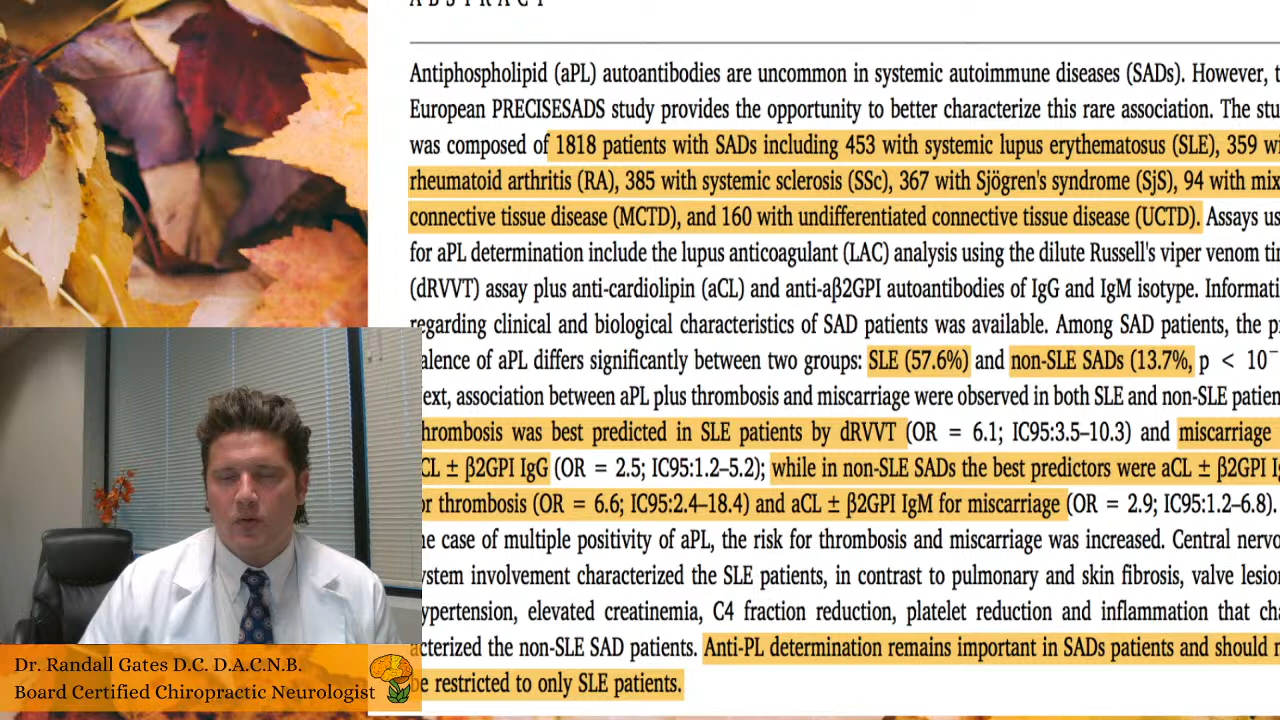 ABSTRACT
Antiphospholipid (aPL) autoantibodies are uncommon in systemic autoimmune diseases (SADs). However, t
European PRECISESADS study provides the opportunity to better characterize this rare association. The stu
was composed of 1818 patients with SADs including 453 with systemic lupus erythematosus (SLE), 359 wi
rheumatoid arthritis (RA), 385 with systemic sclerosis (SSc), 367 with Sjögren's syndrome (SjS), 94 with mix
connective tissue disease (MCTD), and 160 with undifferentiated connective tissue disease (UCTD). Assays us
for aPL determination include the lupus anticoagulant (LAC) analysis using the dilute Russell's viper venom ti
(dRVVT) assay plus anti-cardiolipin (aCL) and anti-aβ2GPI autoantibodies of IgG and IgM isotype. Informati
regarding clinical and biological characteristics of SAD patients was available. Among SAD patients, the p
alence of aPL differs significantly between two groups: SLE (57.6%) and non-SLE SADs (13.7%, p < 10⁻
ext, association between aPL plus thrombosis and miscarriage were observed in both SLE and non-SLE patien
hrombosis was best predicted in SLE patients by dRVVT (OR = 6.1; IC95:3.5–10.3) and miscarriage
CL ± β2GPI IgG (OR = 2.5; IC95:1.2–5.2); while in non-SLE SADs the best predictors were aCL ± β2GPI Ig
or thrombosis (OR = 6.6; IC95:2.4–18.4) and aCL ± β2GPI IgM for miscarriage (OR = 2.9; IC95:1.2–6.8).
he case of multiple positivity of aPL, the risk for thrombosis and miscarriage was increased. Central nervo
ystem involvement characterized the SLE patients, in contrast to pulmonary and skin fibrosis, valve lesio
ypertension, elevated creatinemia, C4 fraction reduction, platelet reduction and inflammation that cha
acterized the non-SLE SAD patients. Anti-PL determination remains important in SADs patients and should n
be restricted to only SLE patients.
Dr. Randall Gates D.C. D.A.C.N.B.
Board Certified Chiropractic Neurologist